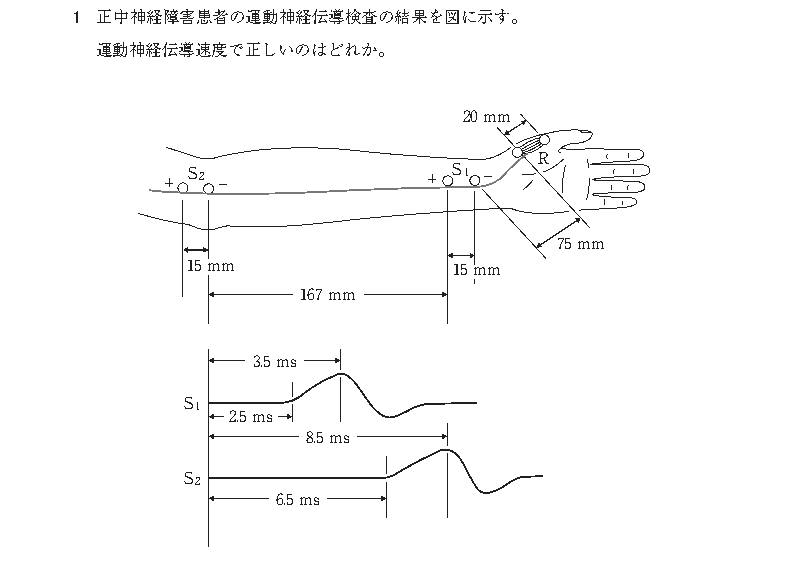 1 正中神経障害患者の運動神経伝導検査の結果を図に示す。
運動神経伝導速度で正しいのはどれか。
20 mm
R
+ S2 −
+ S1 −
75 mm
15 mm
15 mm
167 mm
3.5 ms
S1
2.5 ms
8.5 ms
S2
6.5 ms